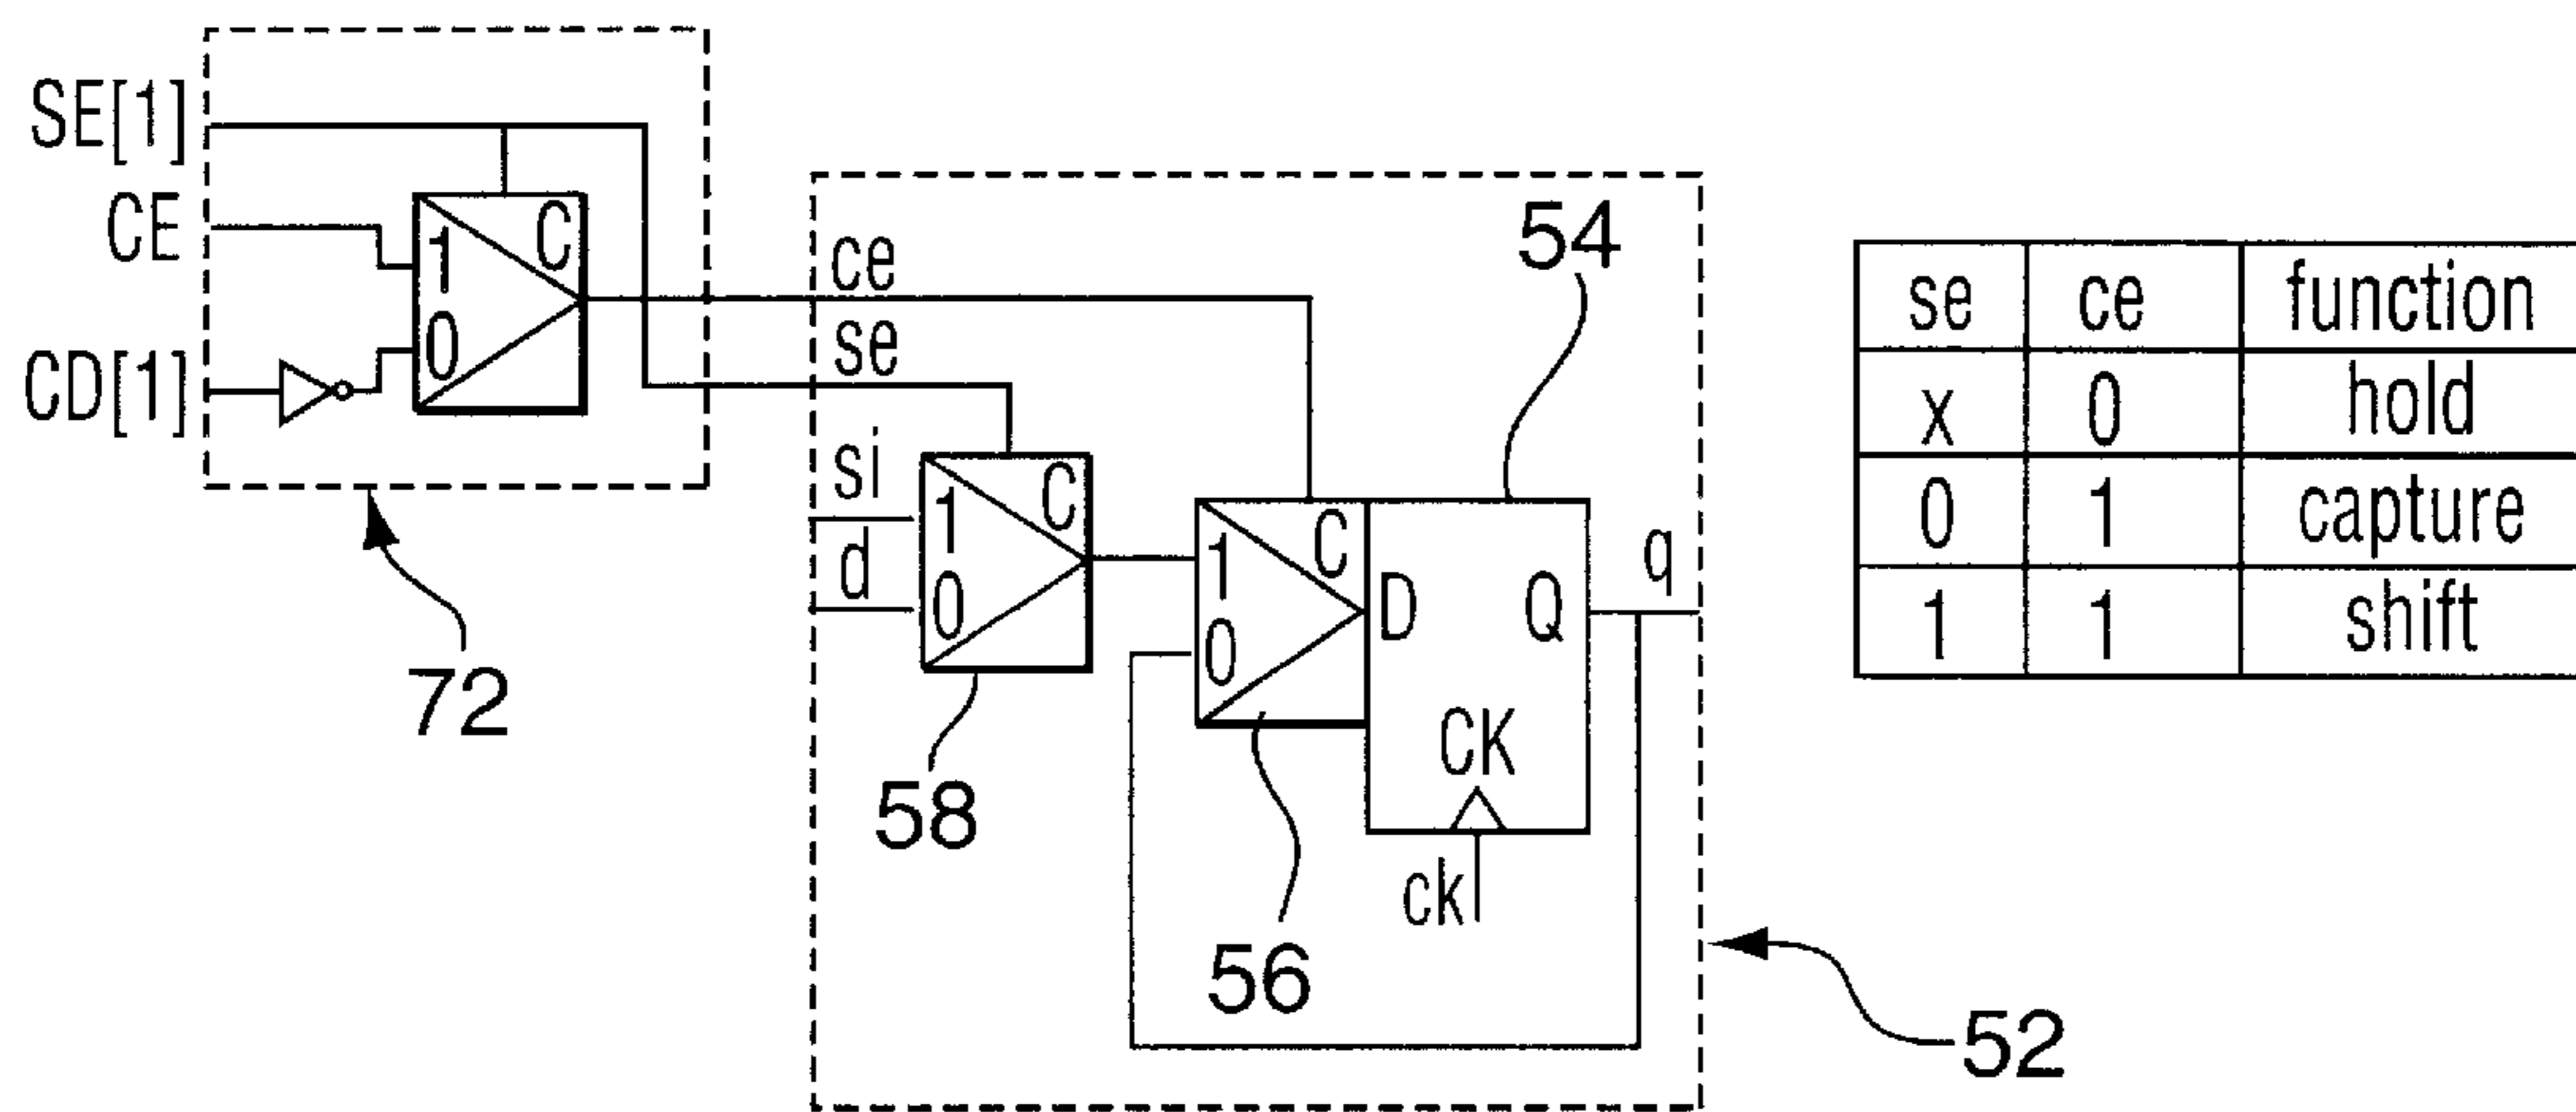 SE[1]
CE
CD[1]
1
0
C
72
ce
se
si
d
1
0
C
58
1
0
C
56
54
D
Q
CK
ck
q
52
se ce function
x 0 hold
0 1 capture
1 1 shift